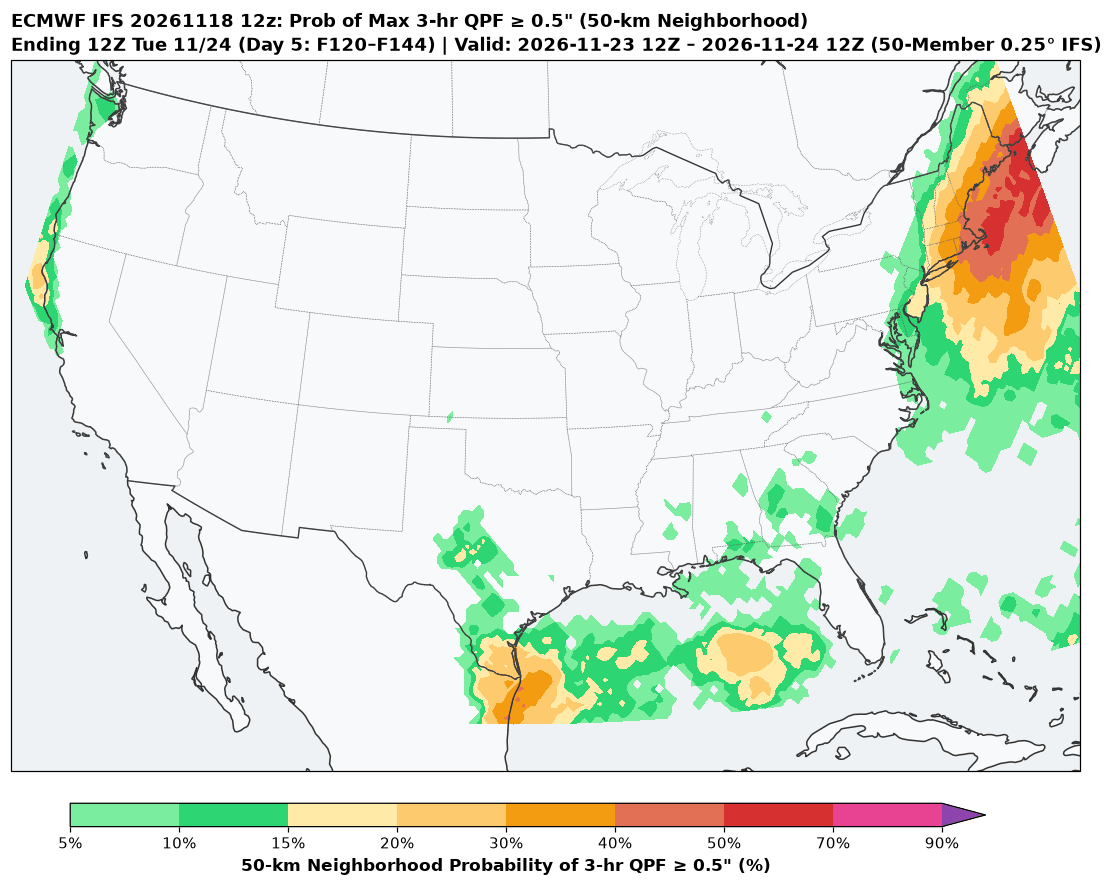 ECMWF IFS 20261118 12z: Prob of Max 3-hr QPF ≥ 0.5" (50-km Neighborhood)
Ending 12Z Tue 11/24 (Day 5: F120–F144) | Valid: 2026-11-23 12Z – 2026-11-24 12Z (50-Member 0.25° IFS)
5% 10% 15% 20% 30% 40% 50% 70% 90%
50-km Neighborhood Probability of 3-hr QPF ≥ 0.5" (%)